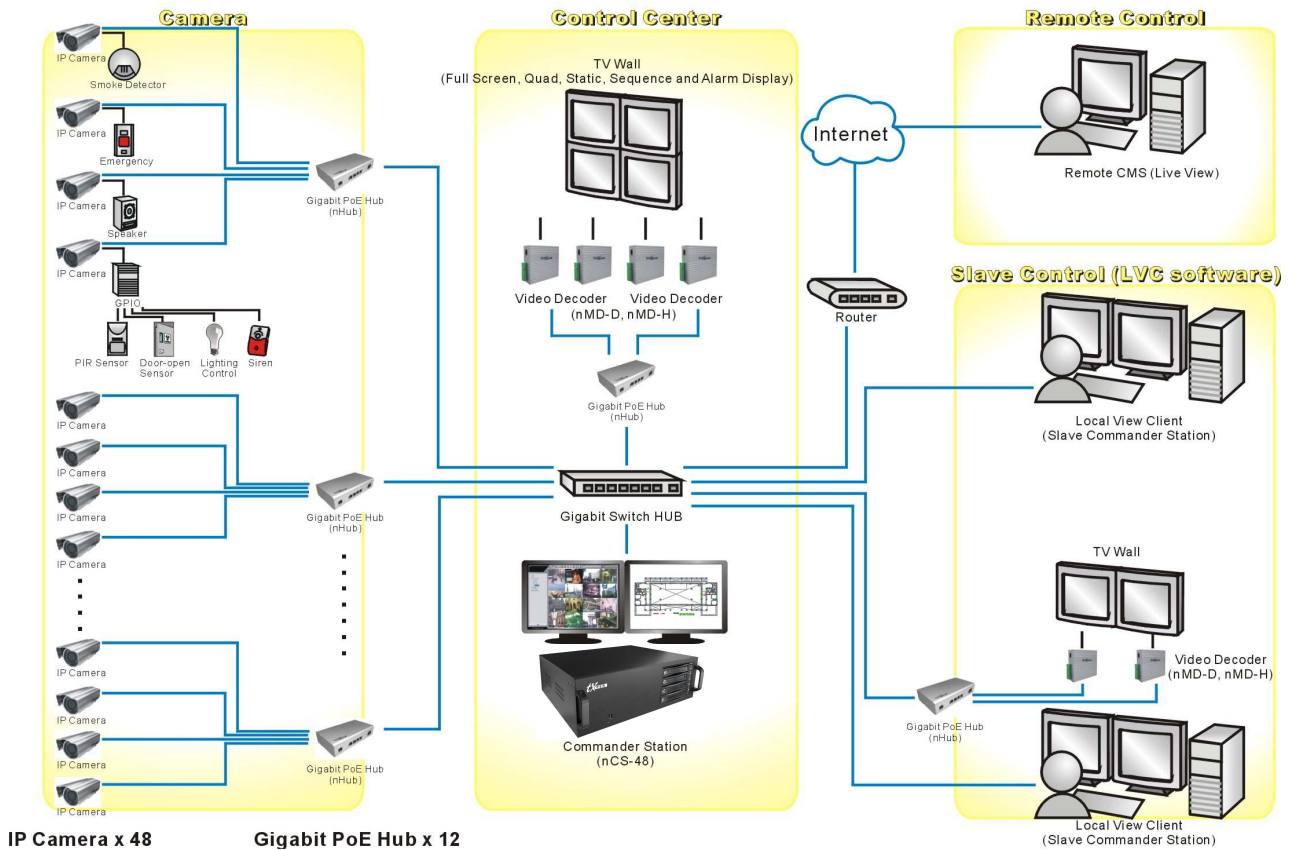 Camera
IP Camera
Smoke Detector
IP Camera
Emergency
IP Camera
Speaker
IP Camera
GPIO
PIR Sensor
Door-open
Sensor
Lighting
Control
Siren
Gigabit PoE Hub
(nHub)
IP Camera
IP Camera
IP Camera
IP Camera
Gigabit PoE Hub
(nHub)
IP Camera
IP Camera
IP Camera
IP Camera
Gigabit PoE Hub
(nHub)
IP Camera x 48
Gigabit PoE Hub x 12
Control Center
TV Wall
(Full Screen, Quad, Static, Sequence and Alarm Display)
Video Decoder Video Decoder
(nMD-D, nMD-H)
Gigabit PoE Hub
(nHub)
Gigabit Switch HUB
Commander Station
(nCS-48)
Internet
Router
Remote Control
Remote CMS (Live View)
Slave Control (LVC software)
Local View Client
(Slave Commander Station)
TV Wall
Video Decoder
(nMD-D, nMD-H)
Gigabit PoE Hub
(nHub)
Local View Client
(Slave Commander Station)